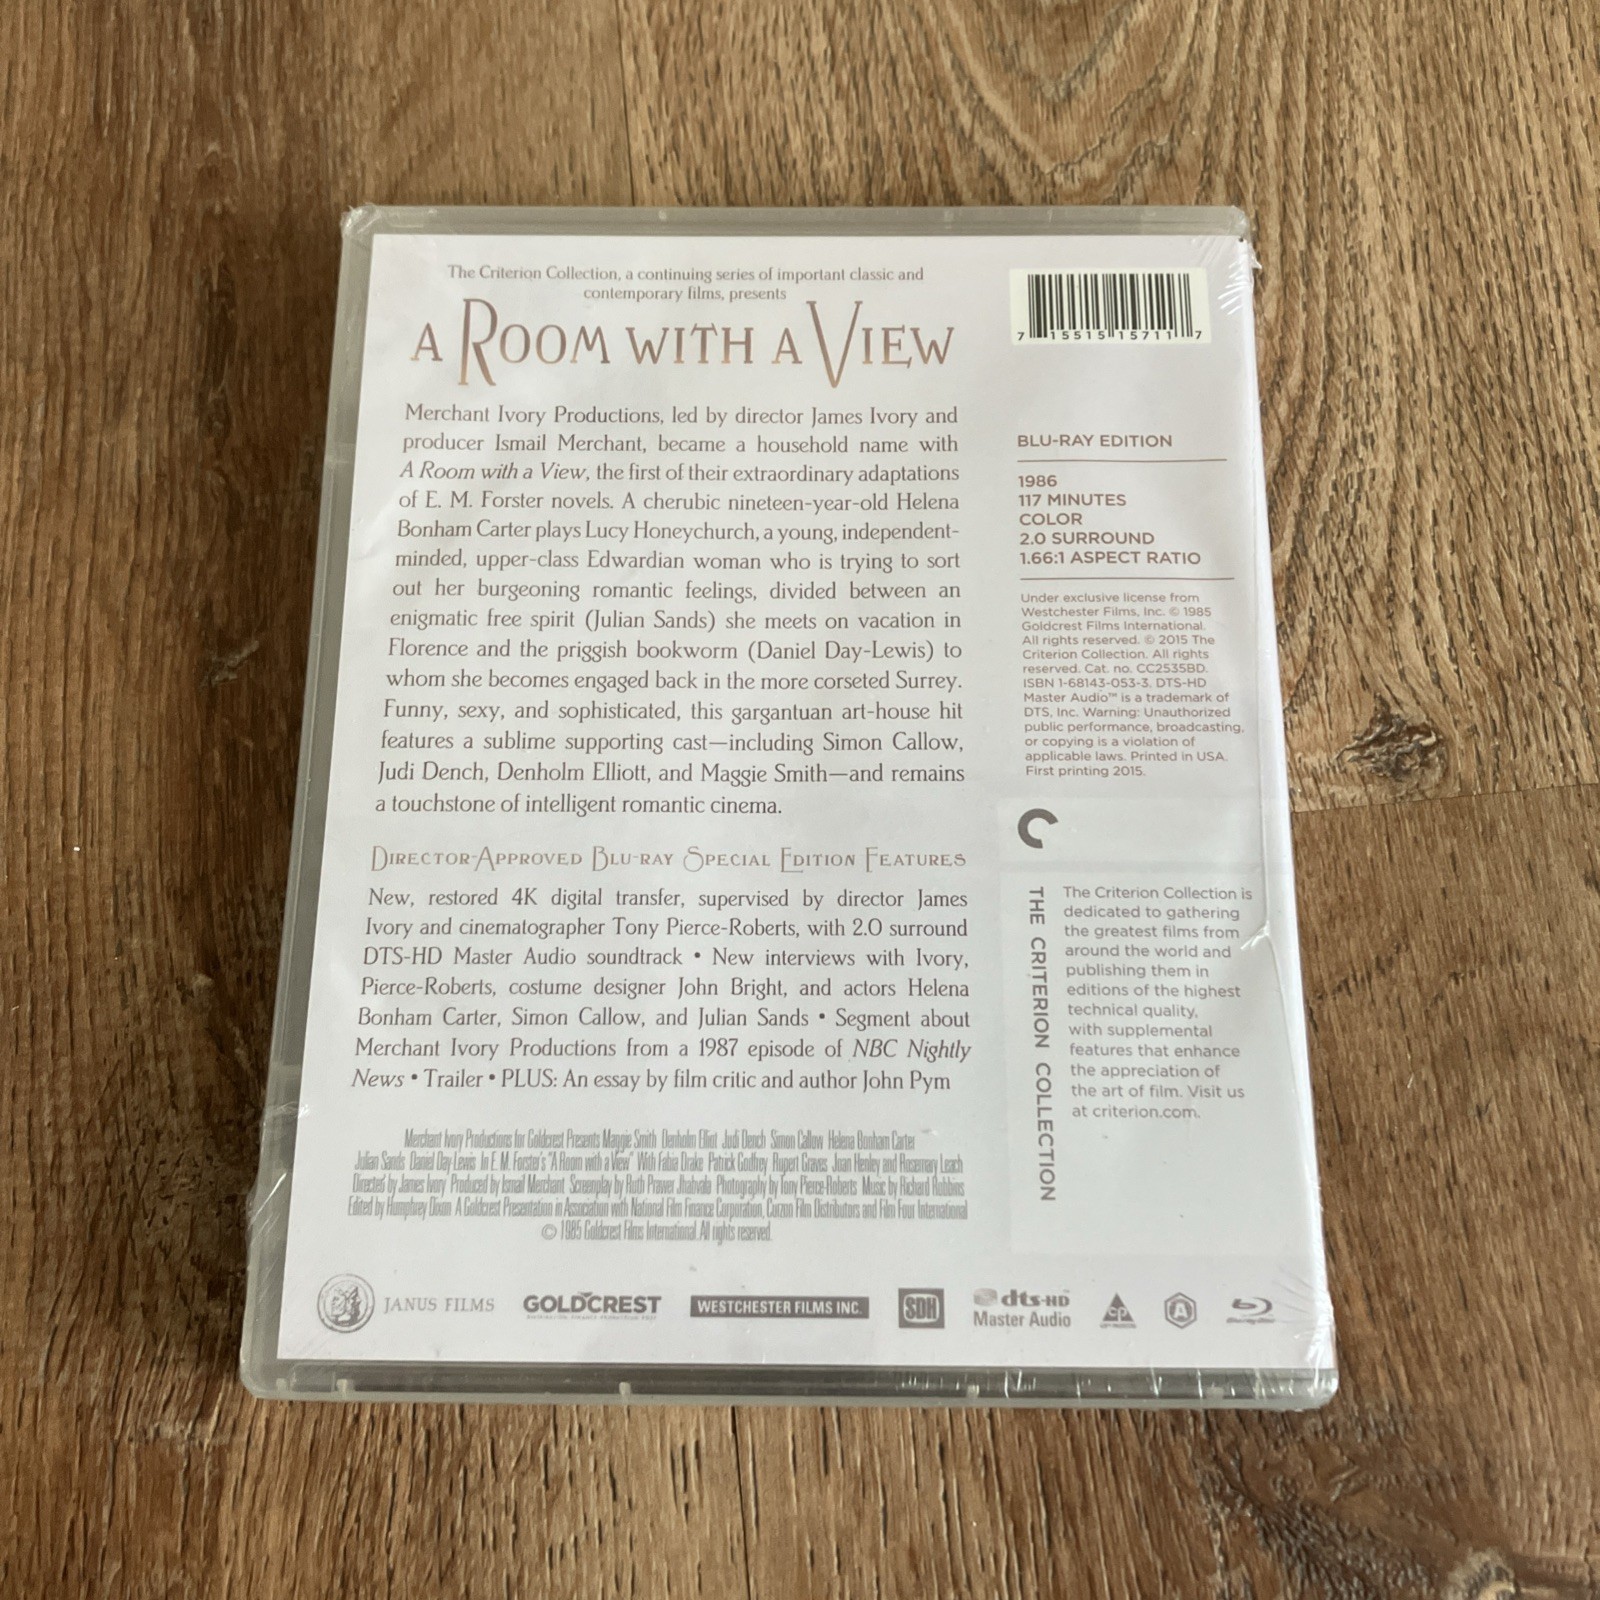 The Criterion Collection, a continuing series of important classic and
contemporary films, presents
A ROOM WITH A VIEW
Merchant Ivory Productions, led by director James Ivory and
producer Ismail Merchant, became a household name with
A Room with a View, the first of their extraordinary adaptations
of E. M. Forster novels. A cherubic nineteen-year-old Helena
Bonham Carter plays Lucy Honeychurch, a young, independent-
minded, upper-class Edwardian woman who is trying to sort
out her burgeoning romantic feelings, divided between an
enigmatic free spirit (Julian Sands) she meets on vacation in
Florence and the priggish bookworm (Daniel Day-Lewis) to
whom she becomes engaged back in the more corseted Surrey.
Funny, sexy, and sophisticated, this gargantuan art-house hit
features a sublime supporting cast—including Simon Callow,
Judi Dench, Denholm Elliott, and Maggie Smith—and remains
a touchstone of intelligent romantic cinema.
DIRECTOR-APPROVED BLU-RAY SPECIAL EDITION FEATURES
New, restored 4K digital transfer, supervised by director James
Ivory and cinematographer Tony Pierce-Roberts, with 2.0 surround
DTS-HD Master Audio soundtrack • New interviews with Ivory,
Pierce-Roberts, costume designer John Bright, and actors Helena
Bonham Carter, Simon Callow, and Julian Sands • Segment about
Merchant Ivory Productions from a 1987 episode of NBC Nightly
News • Trailer • PLUS: An essay by film critic and author John Pym
Merchant Ivory Productions for Goldcrest Presents Maggie Smith Denholm Elliot Judi Dench Simon Callow Helena Bonham Carter
Julian Sands Daniel Day Lewis In E. M. Forster's "A Room with a View" With Fabia Drake Patrick Godfrey Rupert Graves Joan Henley and Rosemary Leach
Directed by James Ivory Produced by Ismail Merchant Screenplay by Ruth Prawer Jhabvala Photography by Tony Pierce-Roberts Music by Richard Robbins
Edited by Humphrey Dixon A Goldcrest Presentation in Association with National Film Finance Corporation, Curzon Film Distributors and Film Four International
© 1985 Goldcrest Films International. All rights reserved.
7 15515 15711 7
BLU-RAY EDITION
1986
117 MINUTES
COLOR
2.0 SURROUND
1.66:1 ASPECT RATIO
Under exclusive license from
Westchester Films, Inc. © 1985
Goldcrest Films International.
All rights reserved. © 2015 The
Criterion Collection. All rights
reserved. Cat. no. CC2535BD.
ISBN 1-68143-053-3. DTS-HD
Master Audio™ is a trademark of
DTS, Inc. Warning: Unauthorized
public performance, broadcasting,
or copying is a violation of
applicable laws. Printed in USA.
First printing 2015.
THE CRITERION COLLECTION
The Criterion Collection is
dedicated to gathering
the greatest films from
around the world and
publishing them in
editions of the highest
technical quality,
with supplemental
features that enhance
the appreciation of
the art of film. Visit us
at criterion.com.
JANUS FILMS
GOLDCREST
WESTCHESTER FILMS INC.
SDH
dts-HD
Master Audio
CP
A